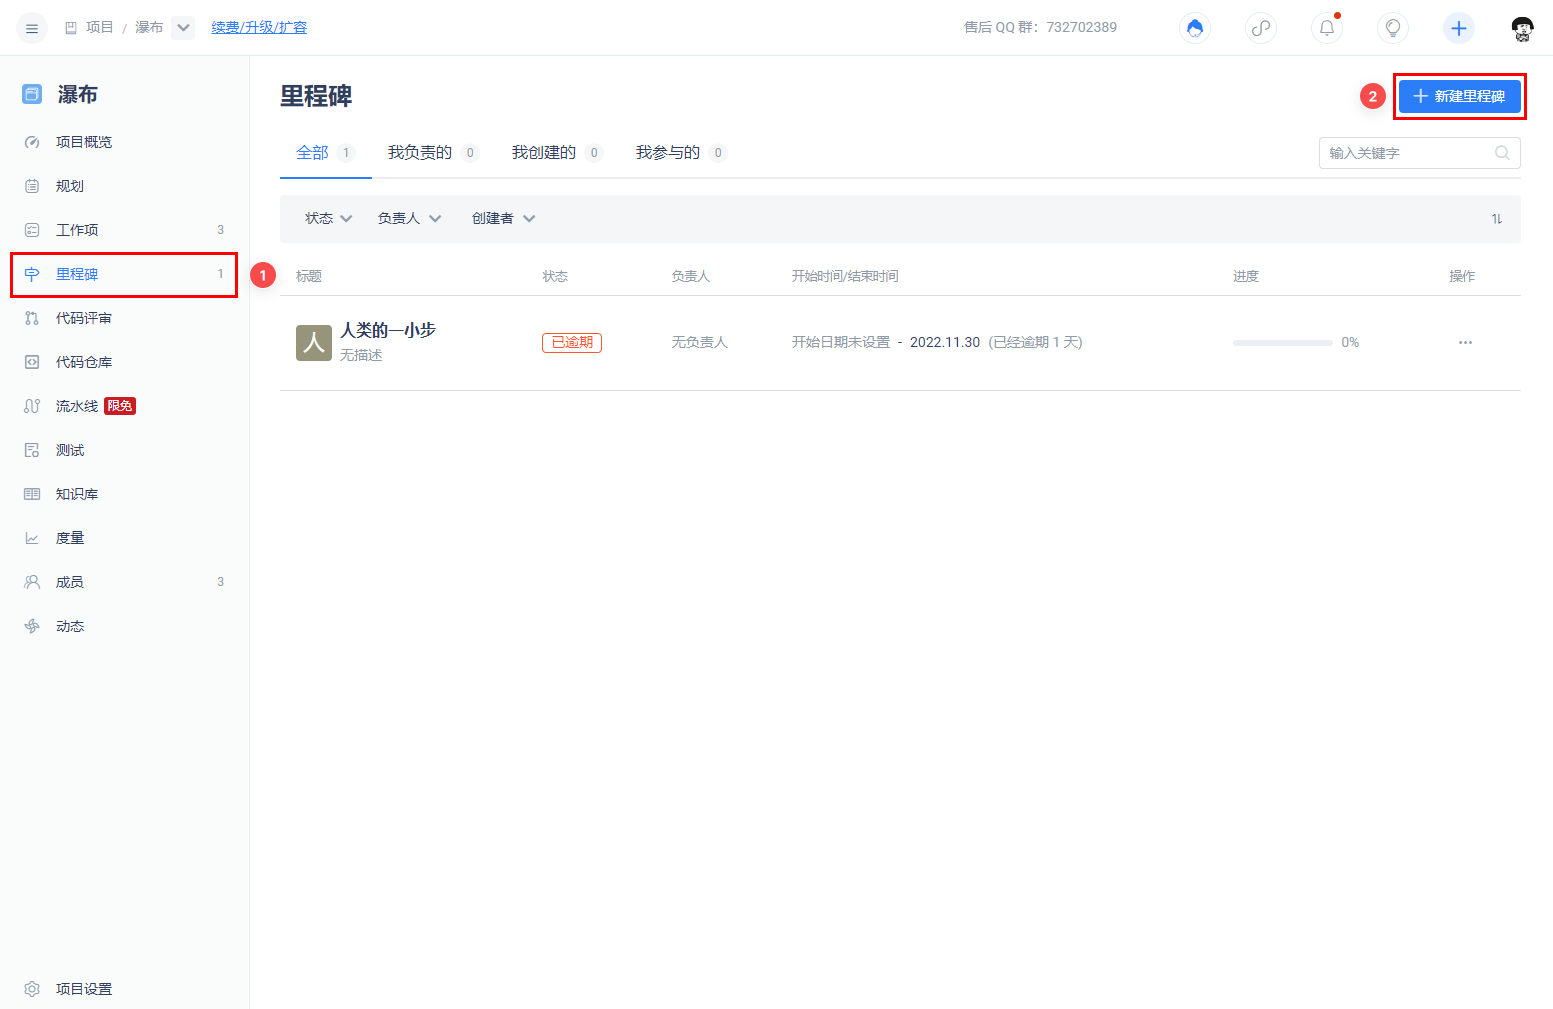 项目 / 瀑布 续费/升级/扩容 售后 QQ 群：732702389
瀑布
项目概览
规划
工作项 3
里程碑 1
代码评审
代码仓库
流水线 限免
测试
知识库
度量
成员 3
动态
项目设置
1
里程碑
2
新建里程碑
全部 1 我负责的 0 我创建的 0 我参与的 0
输入关键字
状态 负责人 创建者
标题 状态 负责人 开始时间/结束时间 进度 操作
人 人类的一小步
无描述
已逾期 无负责人 开始日期未设置 - 2022.11.30 (已经逾期 1 天) 0% ···